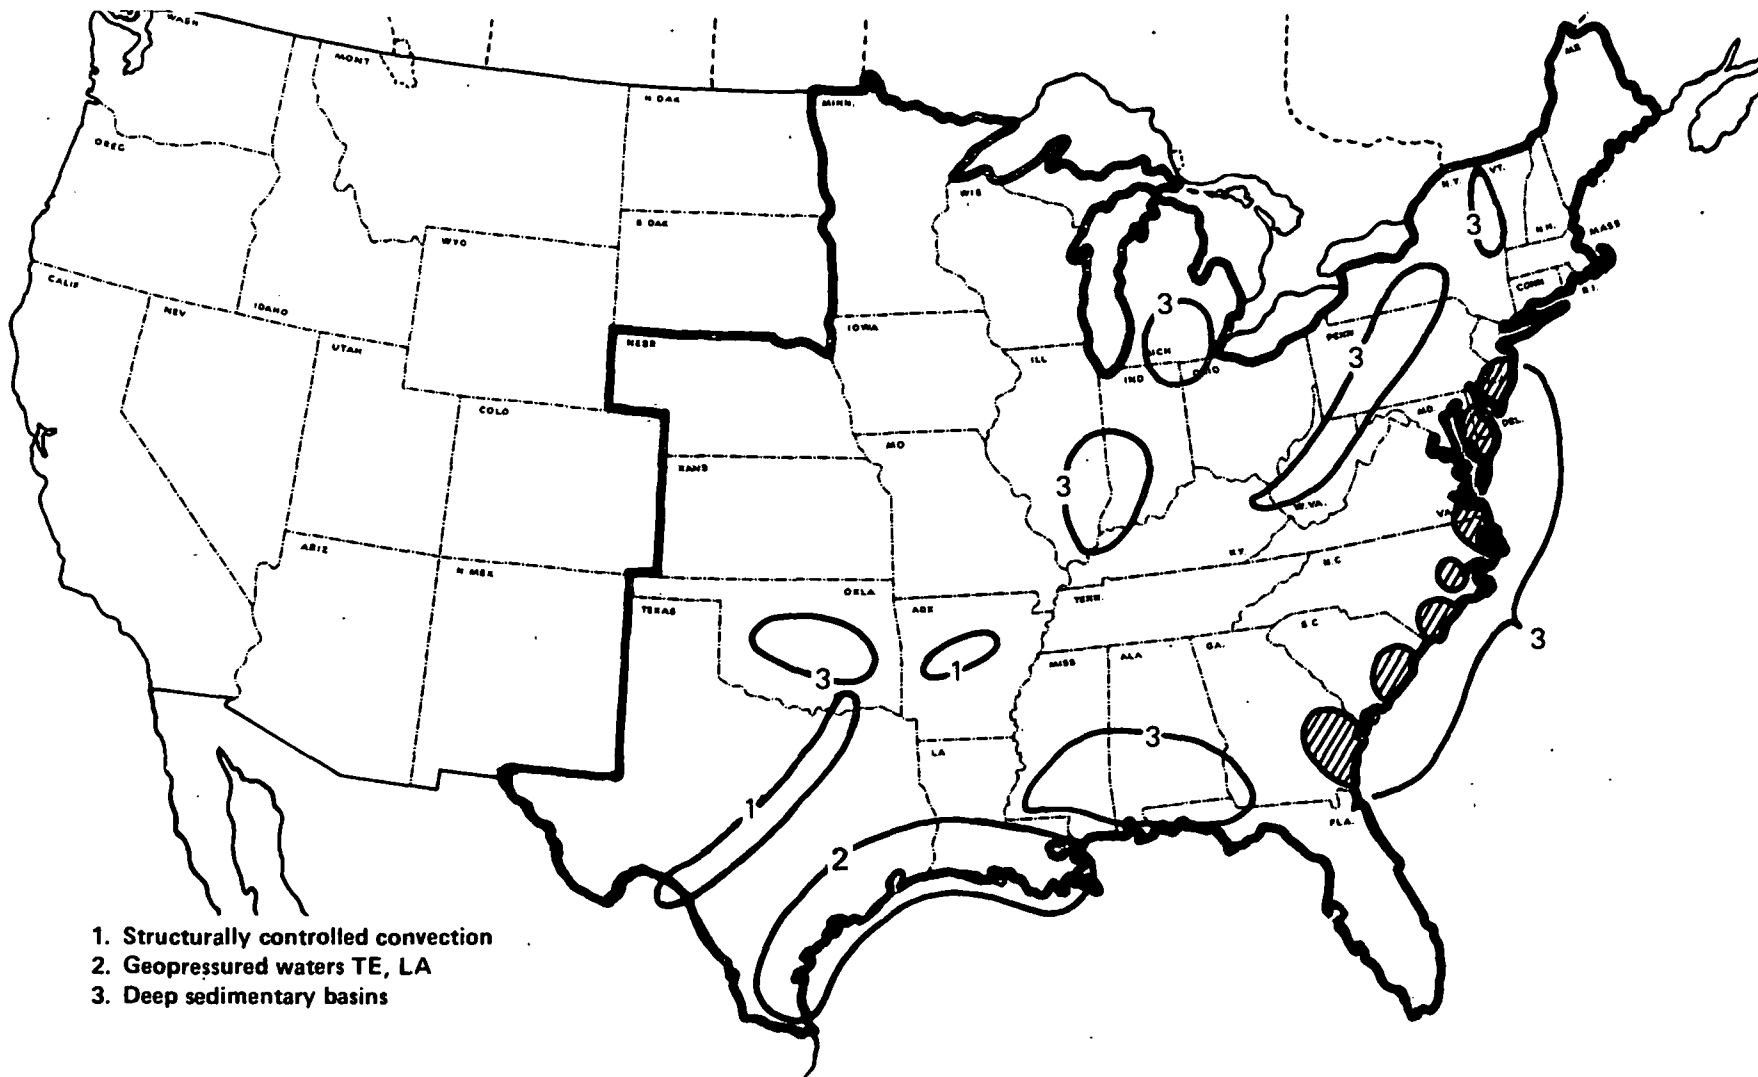 WASH
MONT
N DAK
MINN.
ME
OREG
WIS
N.Y.
VT.
S DAK
WYO
N.H.
MASS
3
CALIF
NEV
IDAHO
CONN
R.I.
3
IOWA
NEBR
UTAH
ILL
MICH
PENN
3
IND
OHIO
COLO
MD.
DEL.
MO
KANS
3
W.VA.
VA.
ARIZ
N MEX
KY.
N.C
OKLA
TEXAS
ARK
TENN.
S.C
3
MISS
ALA
GA.
3
1
3
LA
1
FLA.
2
1. Structurally controlled convection
2. Geopressured waters TE, LA
3. Deep sedimentary basins